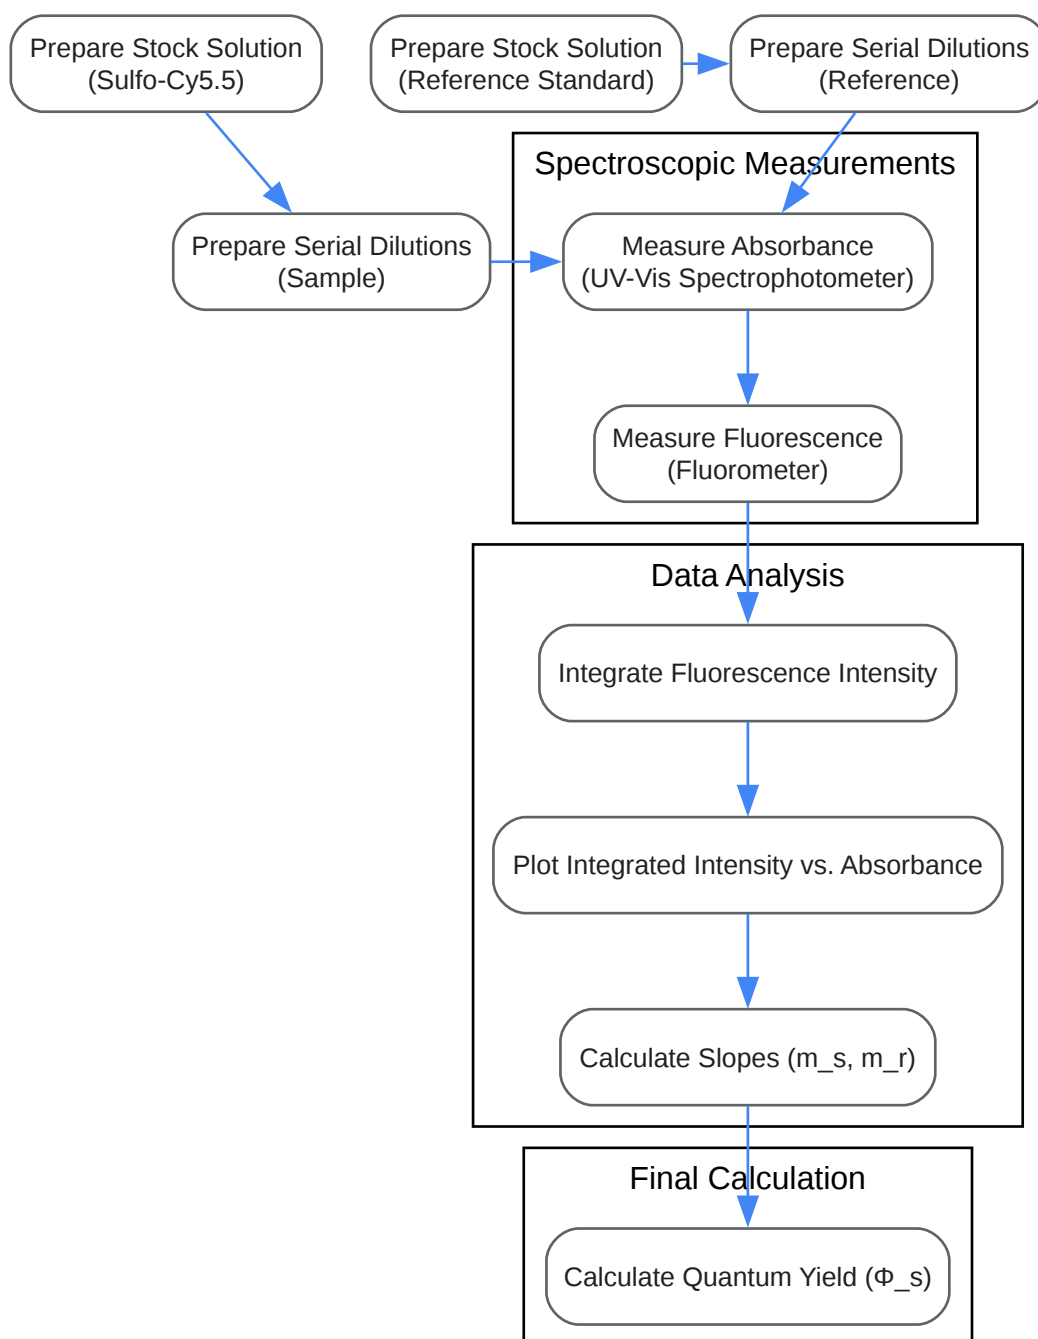 Prepare Stock Solution
(Sulfo-Cy5.5)
Prepare Stock Solution
(Reference Standard)
Prepare Serial Dilutions
(Reference)
Spectroscopic Measurements
Prepare Serial Dilutions
(Sample)
Measure Absorbance
(UV-Vis Spectrophotometer)
Measure Fluorescence
(Fluorometer)
Data Analysis
Integrate Fluorescence Intensity
Plot Integrated Intensity vs. Absorbance
Calculate Slopes (m_s, m_r)
Final Calculation
Calculate Quantum Yield (Φ_s)